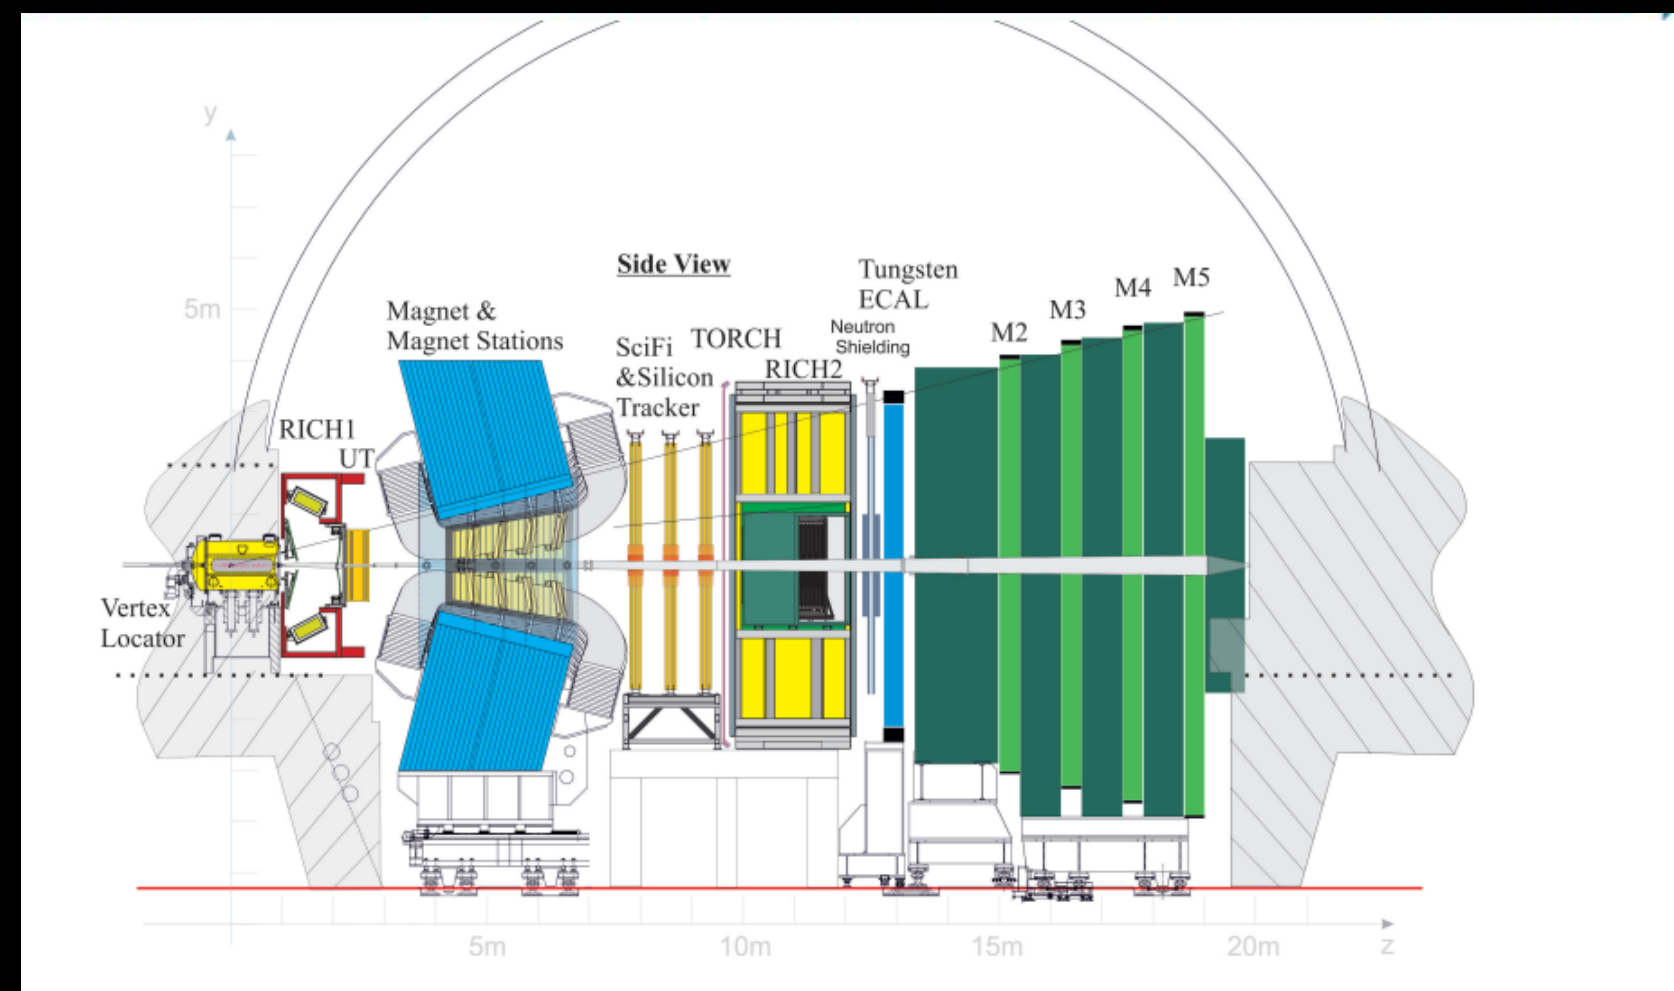 y
Side View
Tungsten
ECAL
Neutron
Shielding
M2
M3
M4
M5
5m
Magnet &
Magnet Stations
SciFi
&Silicon
Tracker
TORCH
RICH2
RICH1
UT
Vertex
Locator
5m
10m
15m
20m
z